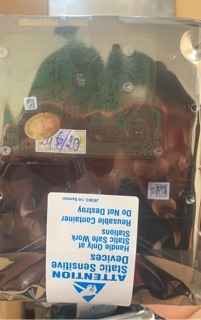 ATTENTION
Static Sensitive
Devices
Handle Only at
Static Safe Work
Stations
Reusable Container
Do Not Destroy